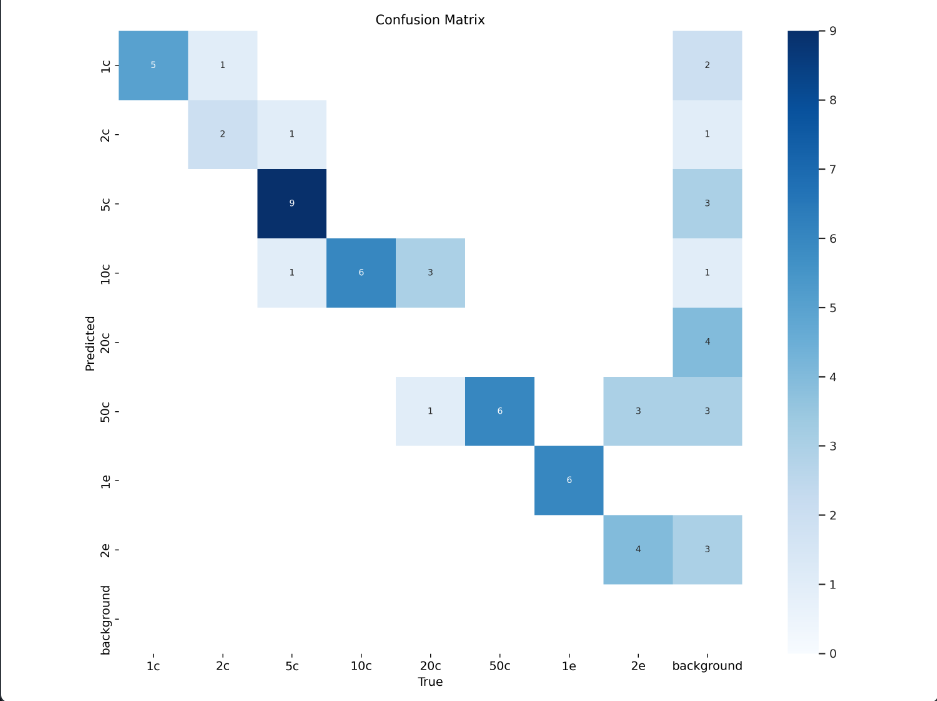 Confusion Matrix
1c 5 1 2
2c 2 1 1
5c 9 3
10c 1 6 3 1
20c 4
50c 1 6 3 3
1e 6
2e 4 3
background
Predicted
1c 2c 5c 10c 20c 50c 1e 2e background
True
9
8
7
6
5
4
3
2
1
0